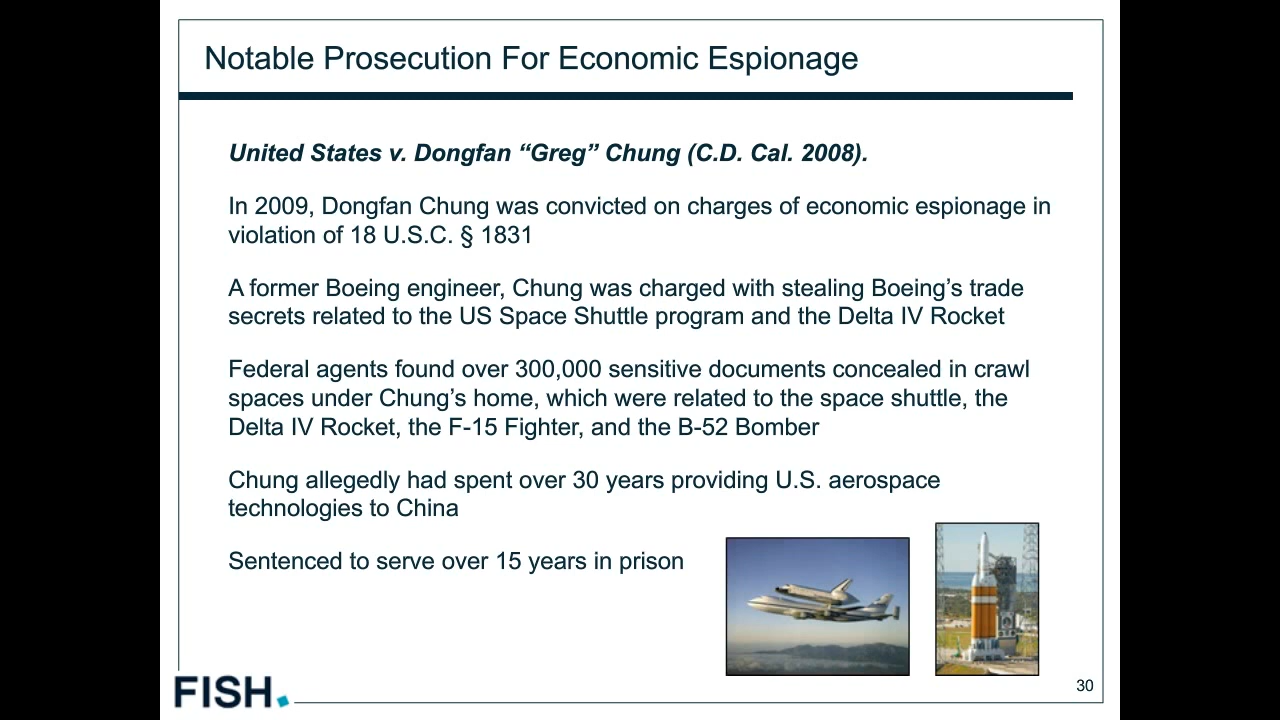 Notable Prosecution For Economic Espionage
United States v. Dongfan “Greg” Chung (C.D. Cal. 2008).
In 2009, Dongfan Chung was convicted on charges of economic espionage in
violation of 18 U.S.C. § 1831
A former Boeing engineer, Chung was charged with stealing Boeing’s trade
secrets related to the US Space Shuttle program and the Delta IV Rocket
Federal agents found over 300,000 sensitive documents concealed in crawl
spaces under Chung’s home, which were related to the space shuttle, the
Delta IV Rocket, the F-15 Fighter, and the B-52 Bomber
Chung allegedly had spent over 30 years providing U.S. aerospace
technologies to China
Sentenced to serve over 15 years in prison
FISH.
30